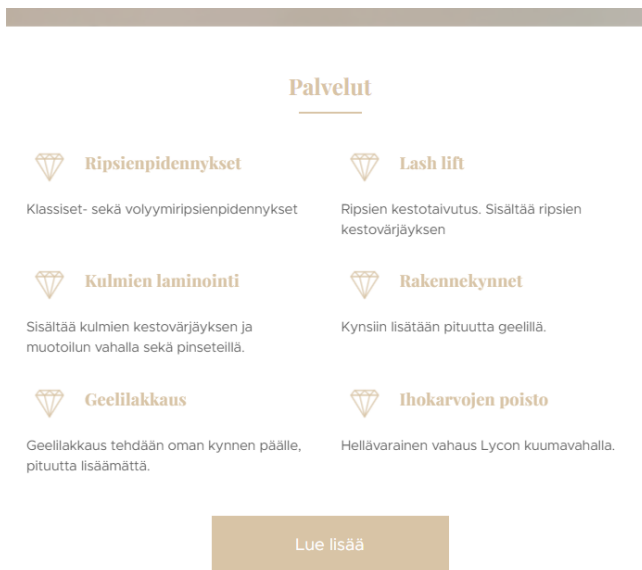 Palvelut
Ripsienpidennykset
Klassiset- sekä volyymiripsienpidennykset
Lash lift
Ripsien kestotaivutus. Sisältää ripsien
kestovärjäyksen
Kulmien laminointi
Sisältää kulmien kestovärjäyksen ja
muotoilun vahalla sekä pinseteillä.
Rakennekynnet
Kynsiin lisätään pituutta geelillä.
Geelilakkaus
Geelilakkaus tehdään oman kynnen päälle,
pituutta lisäämättä.
Ihokarvojen poisto
Hellävarainen vahaus Lycon kuumavahalla.
Lue lisää